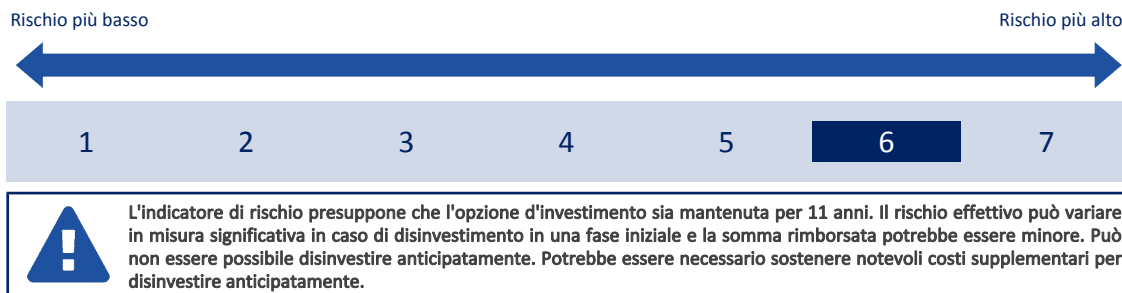 Rischio più basso Rischio più alto
1 2 3 4 5 6 7
L'indicatore di rischio presuppone che l'opzione d'investimento sia mantenuta per 11 anni. Il rischio effettivo può variare
in misura significativa in caso di disinvestimento in una fase iniziale e la somma rimborsata potrebbe essere minore. Può
non essere possibile disinvestire anticipatamente. Potrebbe essere necessario sostenere notevoli costi supplementari per
disinvestire anticipatamente.